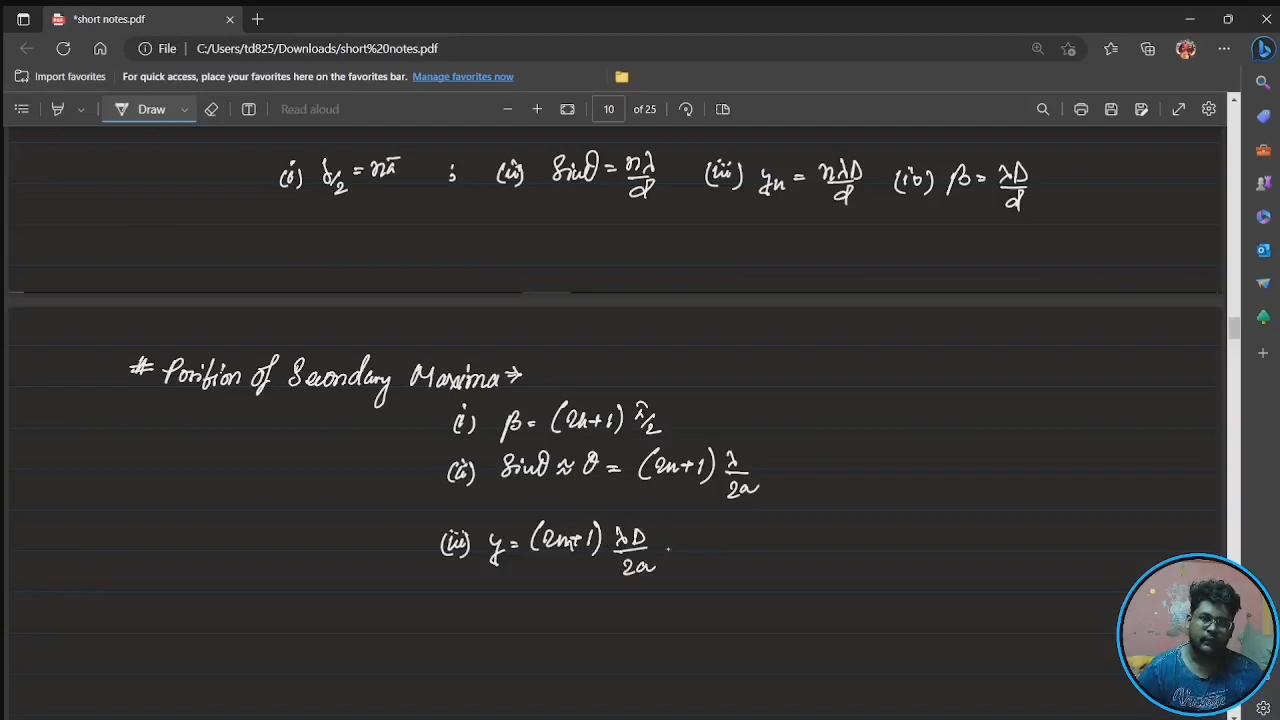 *short notes.pdf
File C:/Users/td825/Downloads/short%20notes.pdf
Import favorites For quick access, place your favorites here on the favorites bar. Manage favorites now
Draw Read aloud 10 of 25
(i) δ/2 = nπ ; (ii) Sinθ = nλ/d (iii) yn = nλD/d (iv) β = λD/d
# Position of Secondary Maxima ⇒
(i) β = (2n+1) π/2
(ii) Sinθ ≈ θ = (2n+1) λ/2a
(iii) y = (2n+1) λD/2a